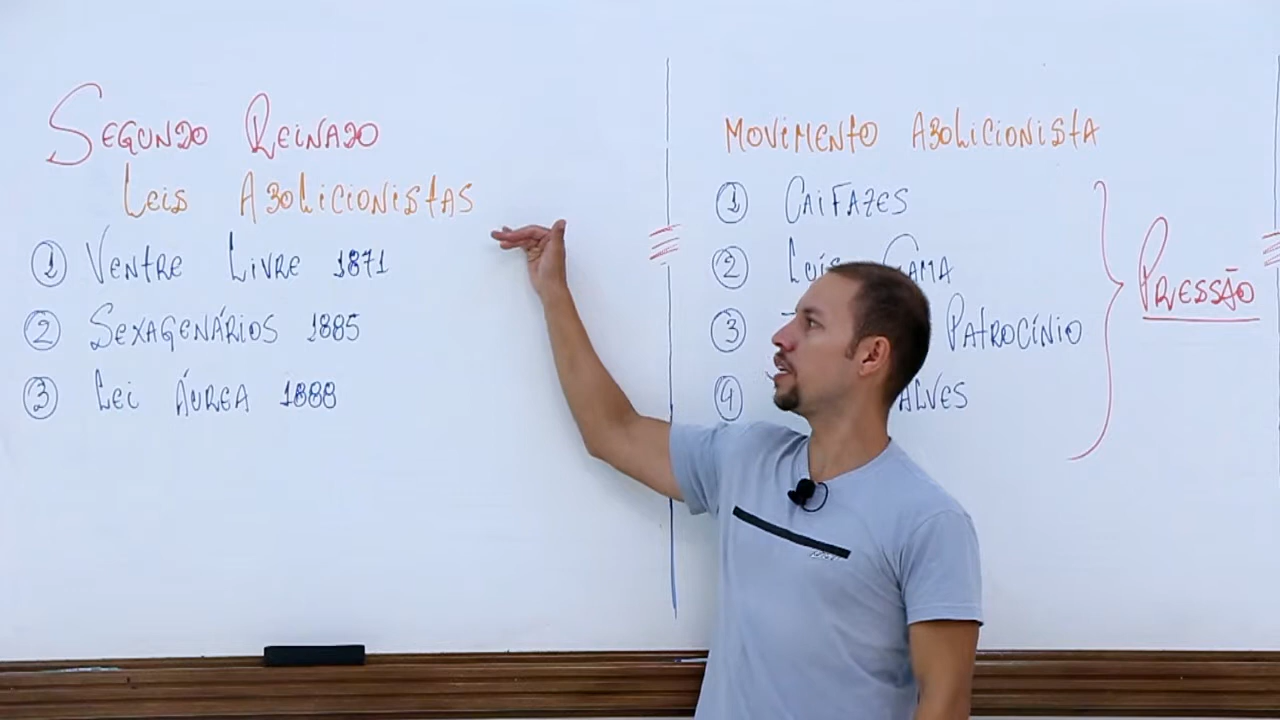 SEGUNDO REINADO
LEIS ABOLICIONISTAS
① VENTRE LIVRE 1871
② SEXAGENÁRIOS 1885
③ LEI ÁUREA 1888
MOVIMENTO ABOLICIONISTA
① CAIFAZES
② LUÍS GAMA
③ PATROCÍNIO
④ ALVES
PRESSÃO